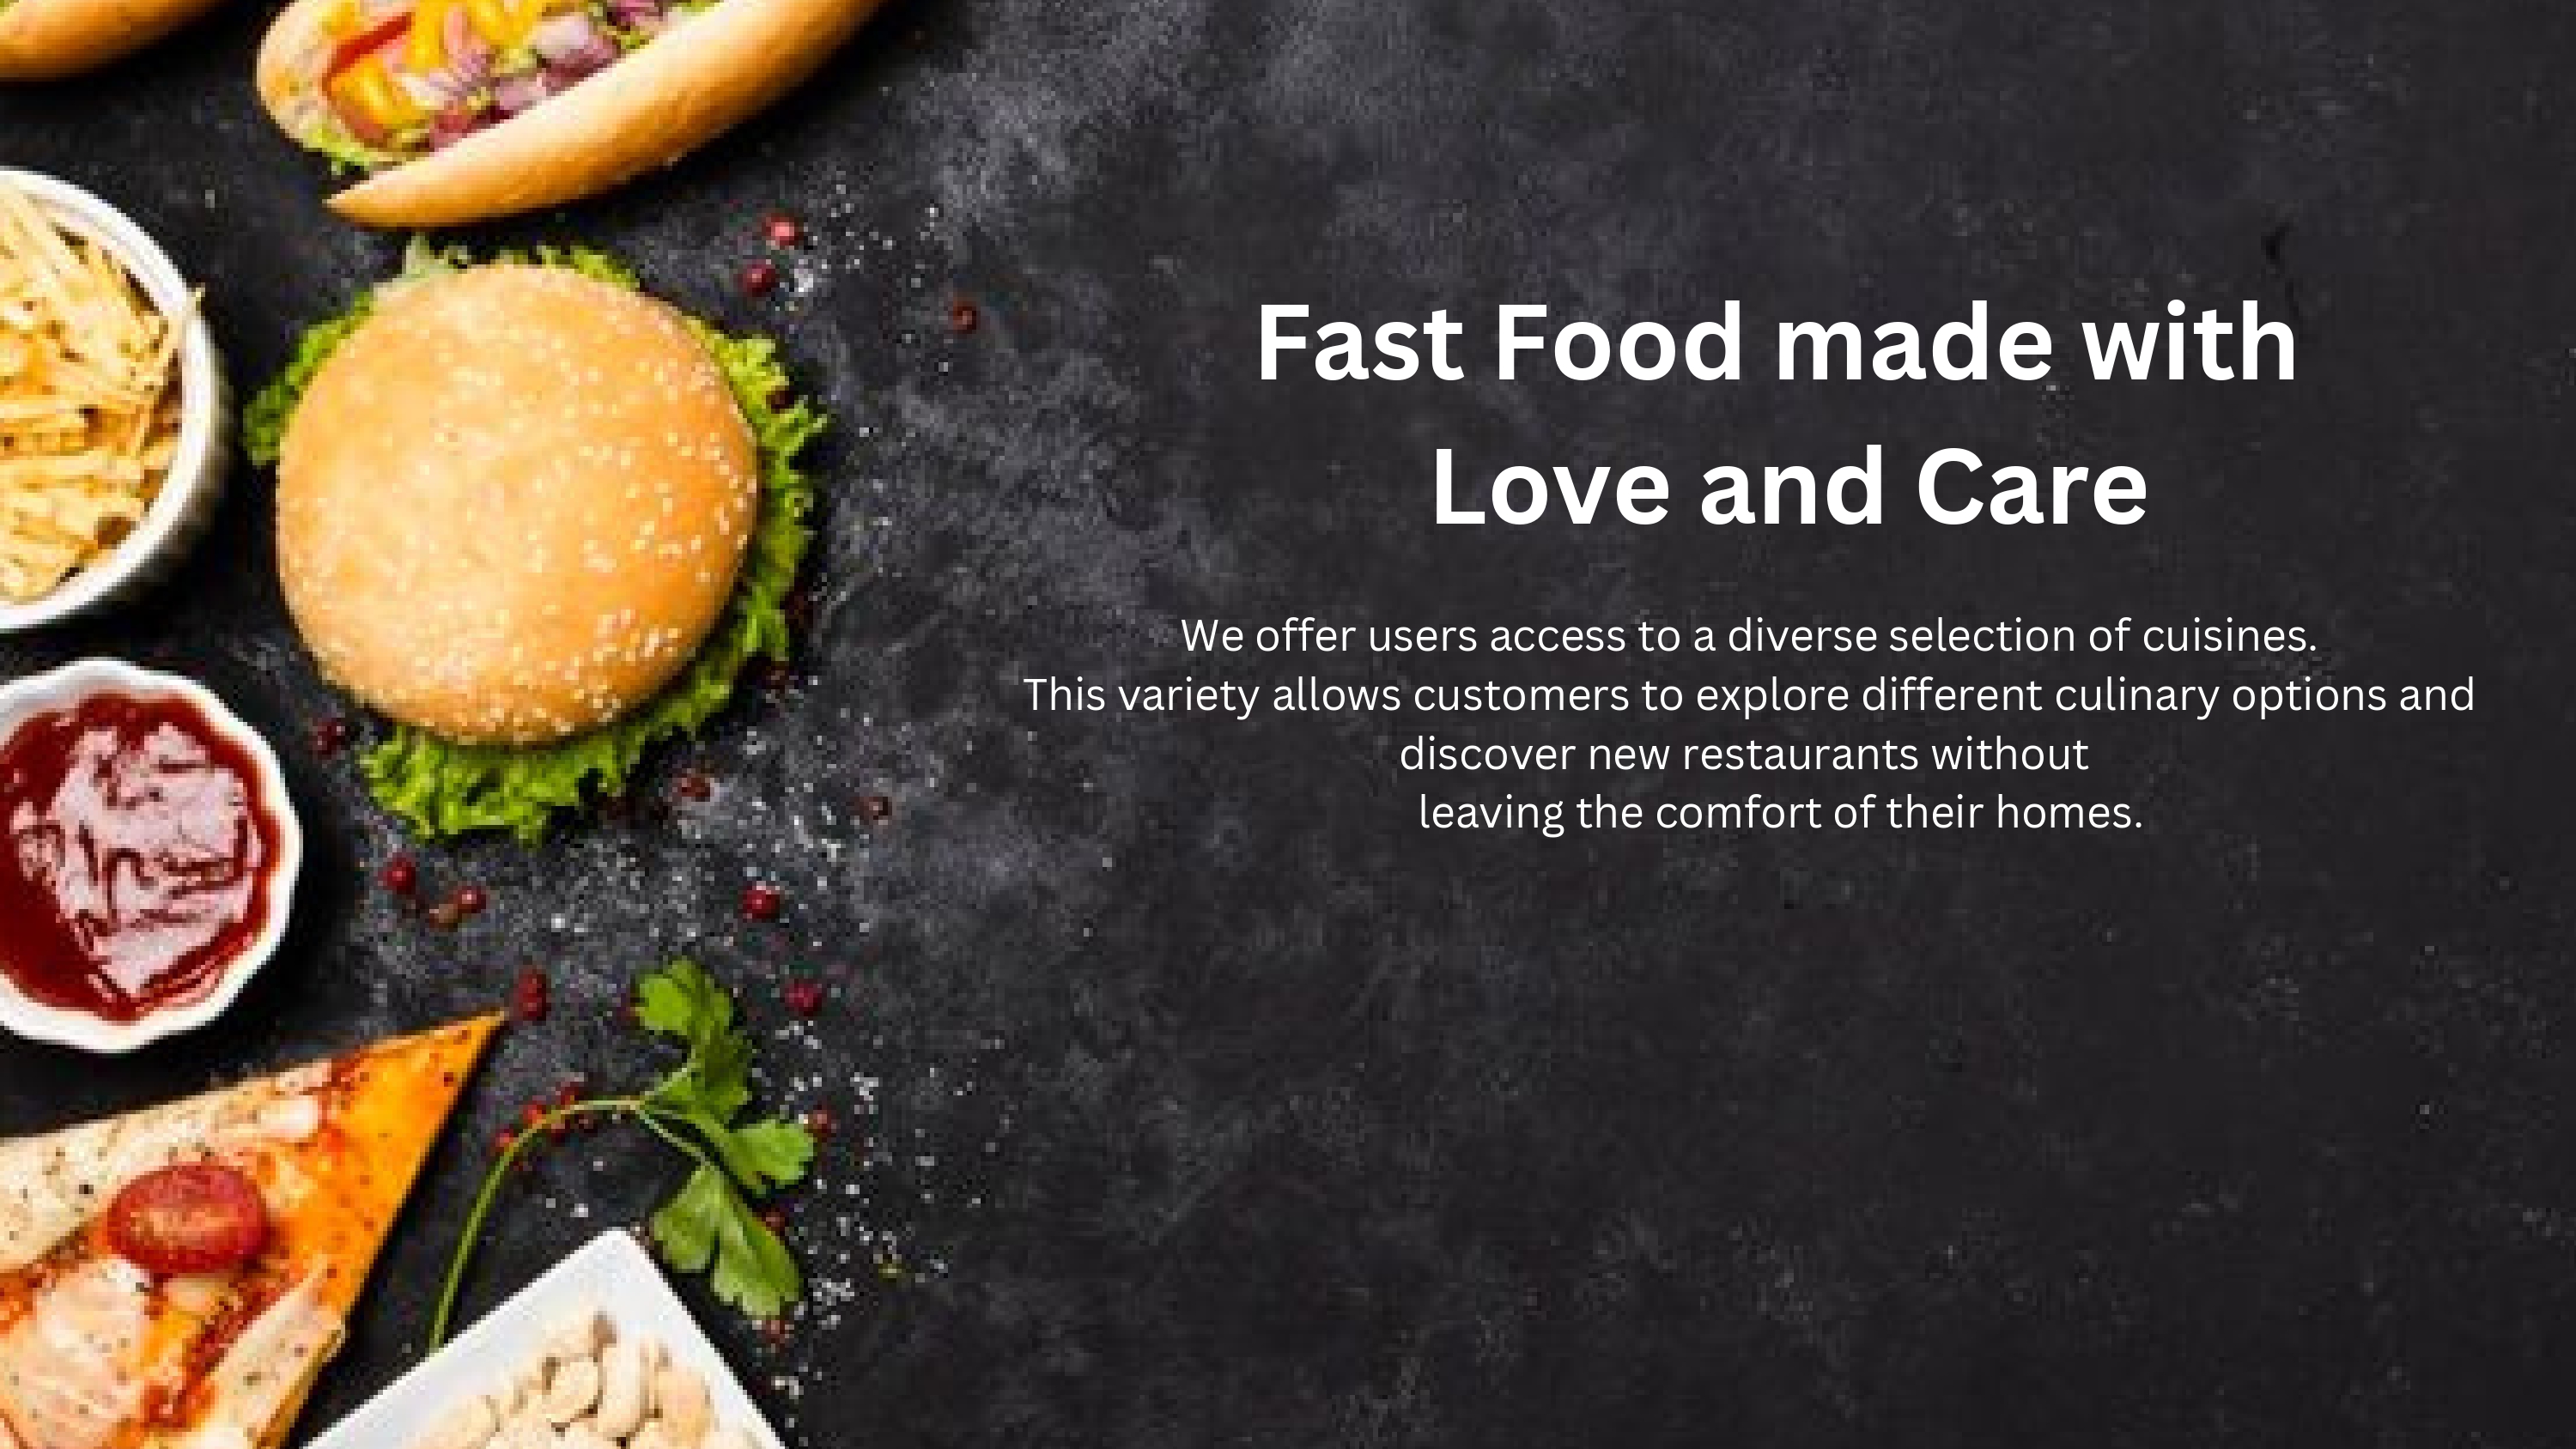 Fast Food made with
Love and Care
We offer users access to a diverse selection of cuisines.
This variety allows customers to explore different culinary options and
discover new restaurants without
leaving the comfort of their homes.